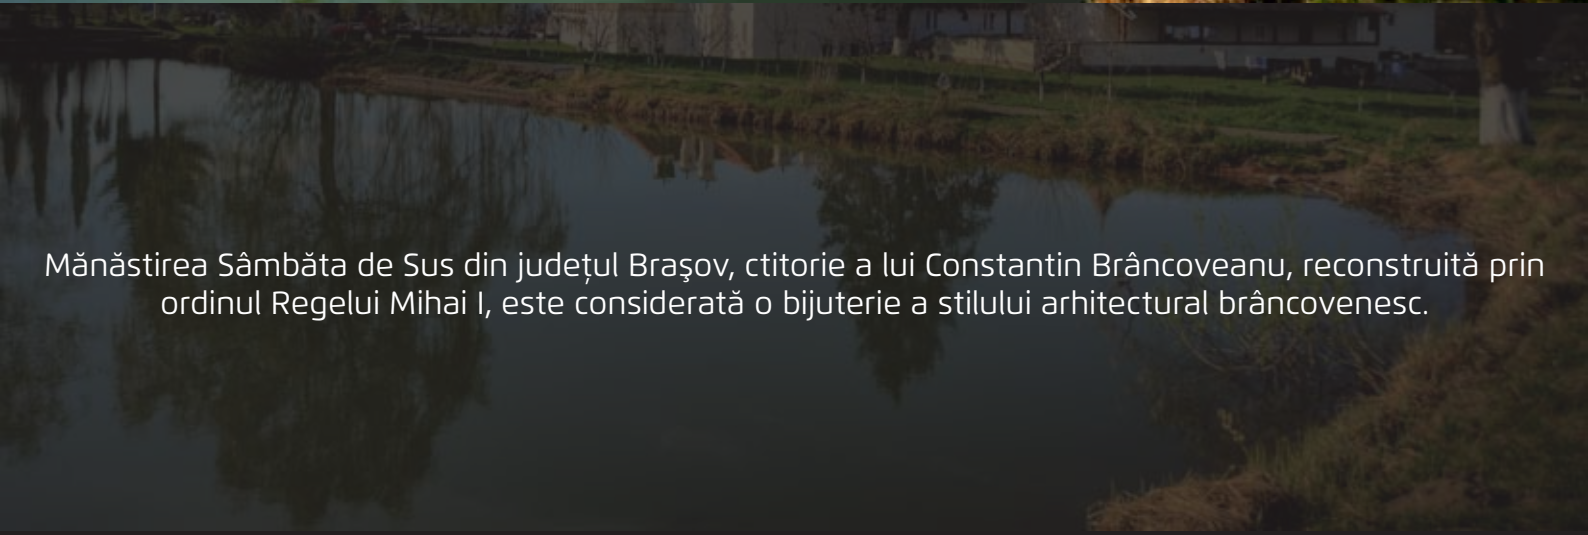 Mănăstirea Sâmbăta de Sus din județul Braşov, ctitorie a lui Constantin Brâncoveanu, reconstruită prin
ordinul Regelui Mihai I, este considerată o bijuterie a stilului arhitectural brâncovenesc.